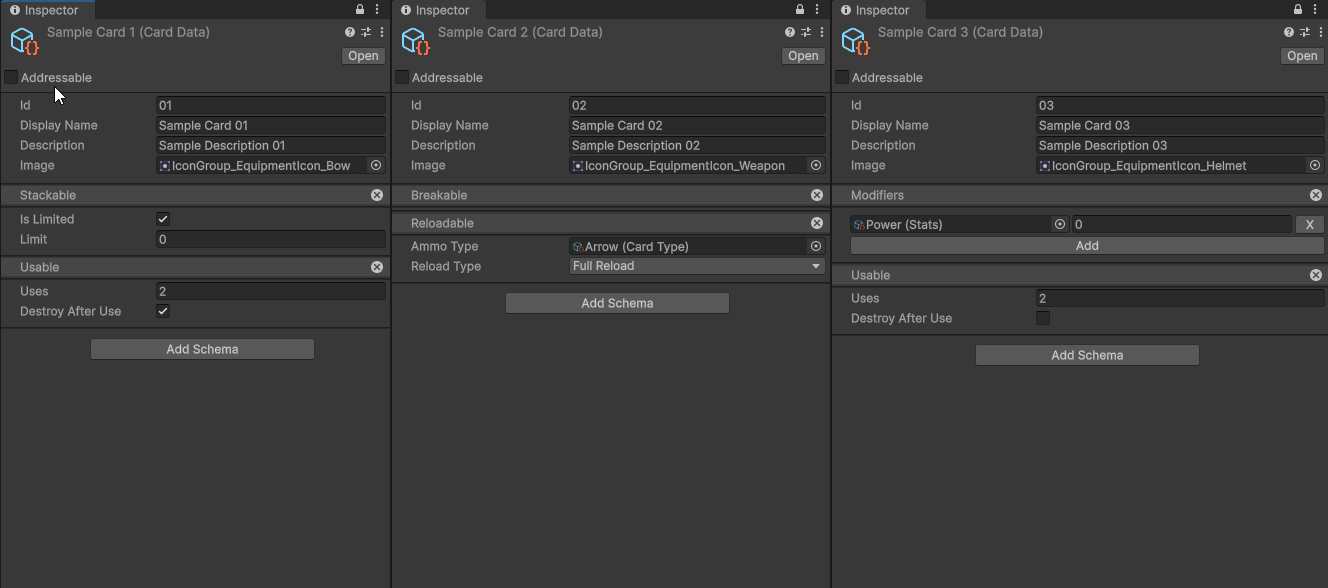 Inspector
Sample Card 1 (Card Data)
Open
Addressable
Id 01
Display Name Sample Card 01
Description Sample Description 01
Image IconGroup_EquipmentIcon_Bow
Stackable
Is Limited
Limit 0
Usable
Uses 2
Destroy After Use
Add Schema
Inspector
Sample Card 2 (Card Data)
Open
Addressable
Id 02
Display Name Sample Card 02
Description Sample Description 02
Image IconGroup_EquipmentIcon_Weapon
Breakable
Reloadable
Ammo Type Arrow (Card Type)
Reload Type Full Reload
Add Schema
Inspector
Sample Card 3 (Card Data)
Open
Addressable
Id 03
Display Name Sample Card 03
Description Sample Description 03
Image IconGroup_EquipmentIcon_Helmet
Modifiers
Power (Stats) 0 X
Add
Usable
Uses 2
Destroy After Use
Add Schema